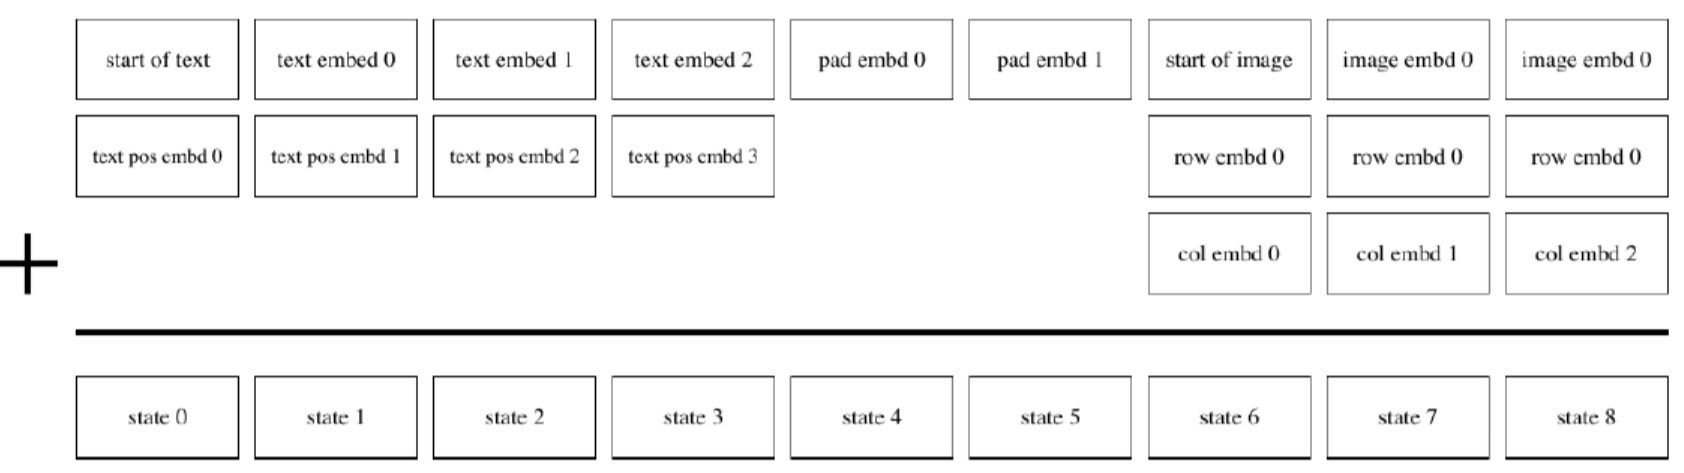 start of text text embed 0 text embed 1 text embed 2 pad embd 0 pad embd 1 start of image image embd 0 image embd 0
text pos embd 0 text pos embd 1 text pos embd 2 text pos embd 3 row embd 0 row embd 0 row embd 0
+ col embd 0 col embd 1 col embd 2
state 0 state 1 state 2 state 3 state 4 state 5 state 6 state 7 state 8